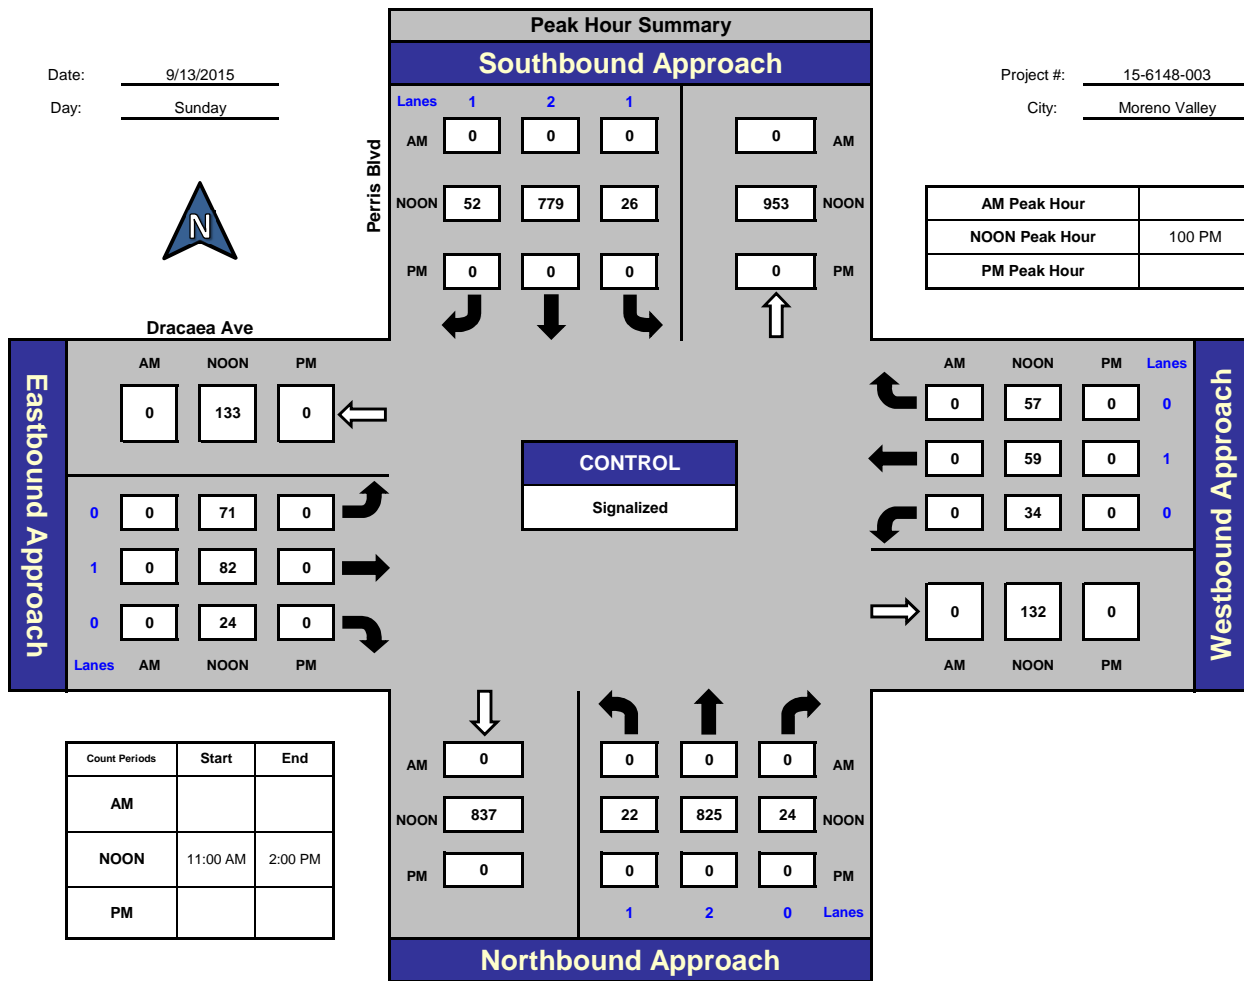 Peak Hour Summary
Southbound Approach
Date: 9/13/2015
Day: Sunday
Project #: 15-6148-003
City: Moreno Valley
N
Perris Blvd
Lanes 1 2 1
AM 0 0 0 0 AM
NOON 52 779 26 953 NOON
PM 0 0 0 0 PM
AM Peak Hour
NOON Peak Hour 100 PM
PM Peak Hour
Dracaea Ave
Eastbound Approach
AM NOON PM
0 133 0
0 0 71 0
1 0 82 0
0 0 24 0
Lanes AM NOON PM
CONTROL
Signalized
AM NOON PM Lanes
0 57 0 0
0 59 0 1
0 34 0 0
0 132 0
AM NOON PM
Westbound Approach
Count Periods Start End
AM
NOON 11:00 AM 2:00 PM
PM
AM 0 0 0 0 AM
NOON 837 22 825 24 NOON
PM 0 0 0 0 PM
1 2 0 Lanes
Northbound Approach